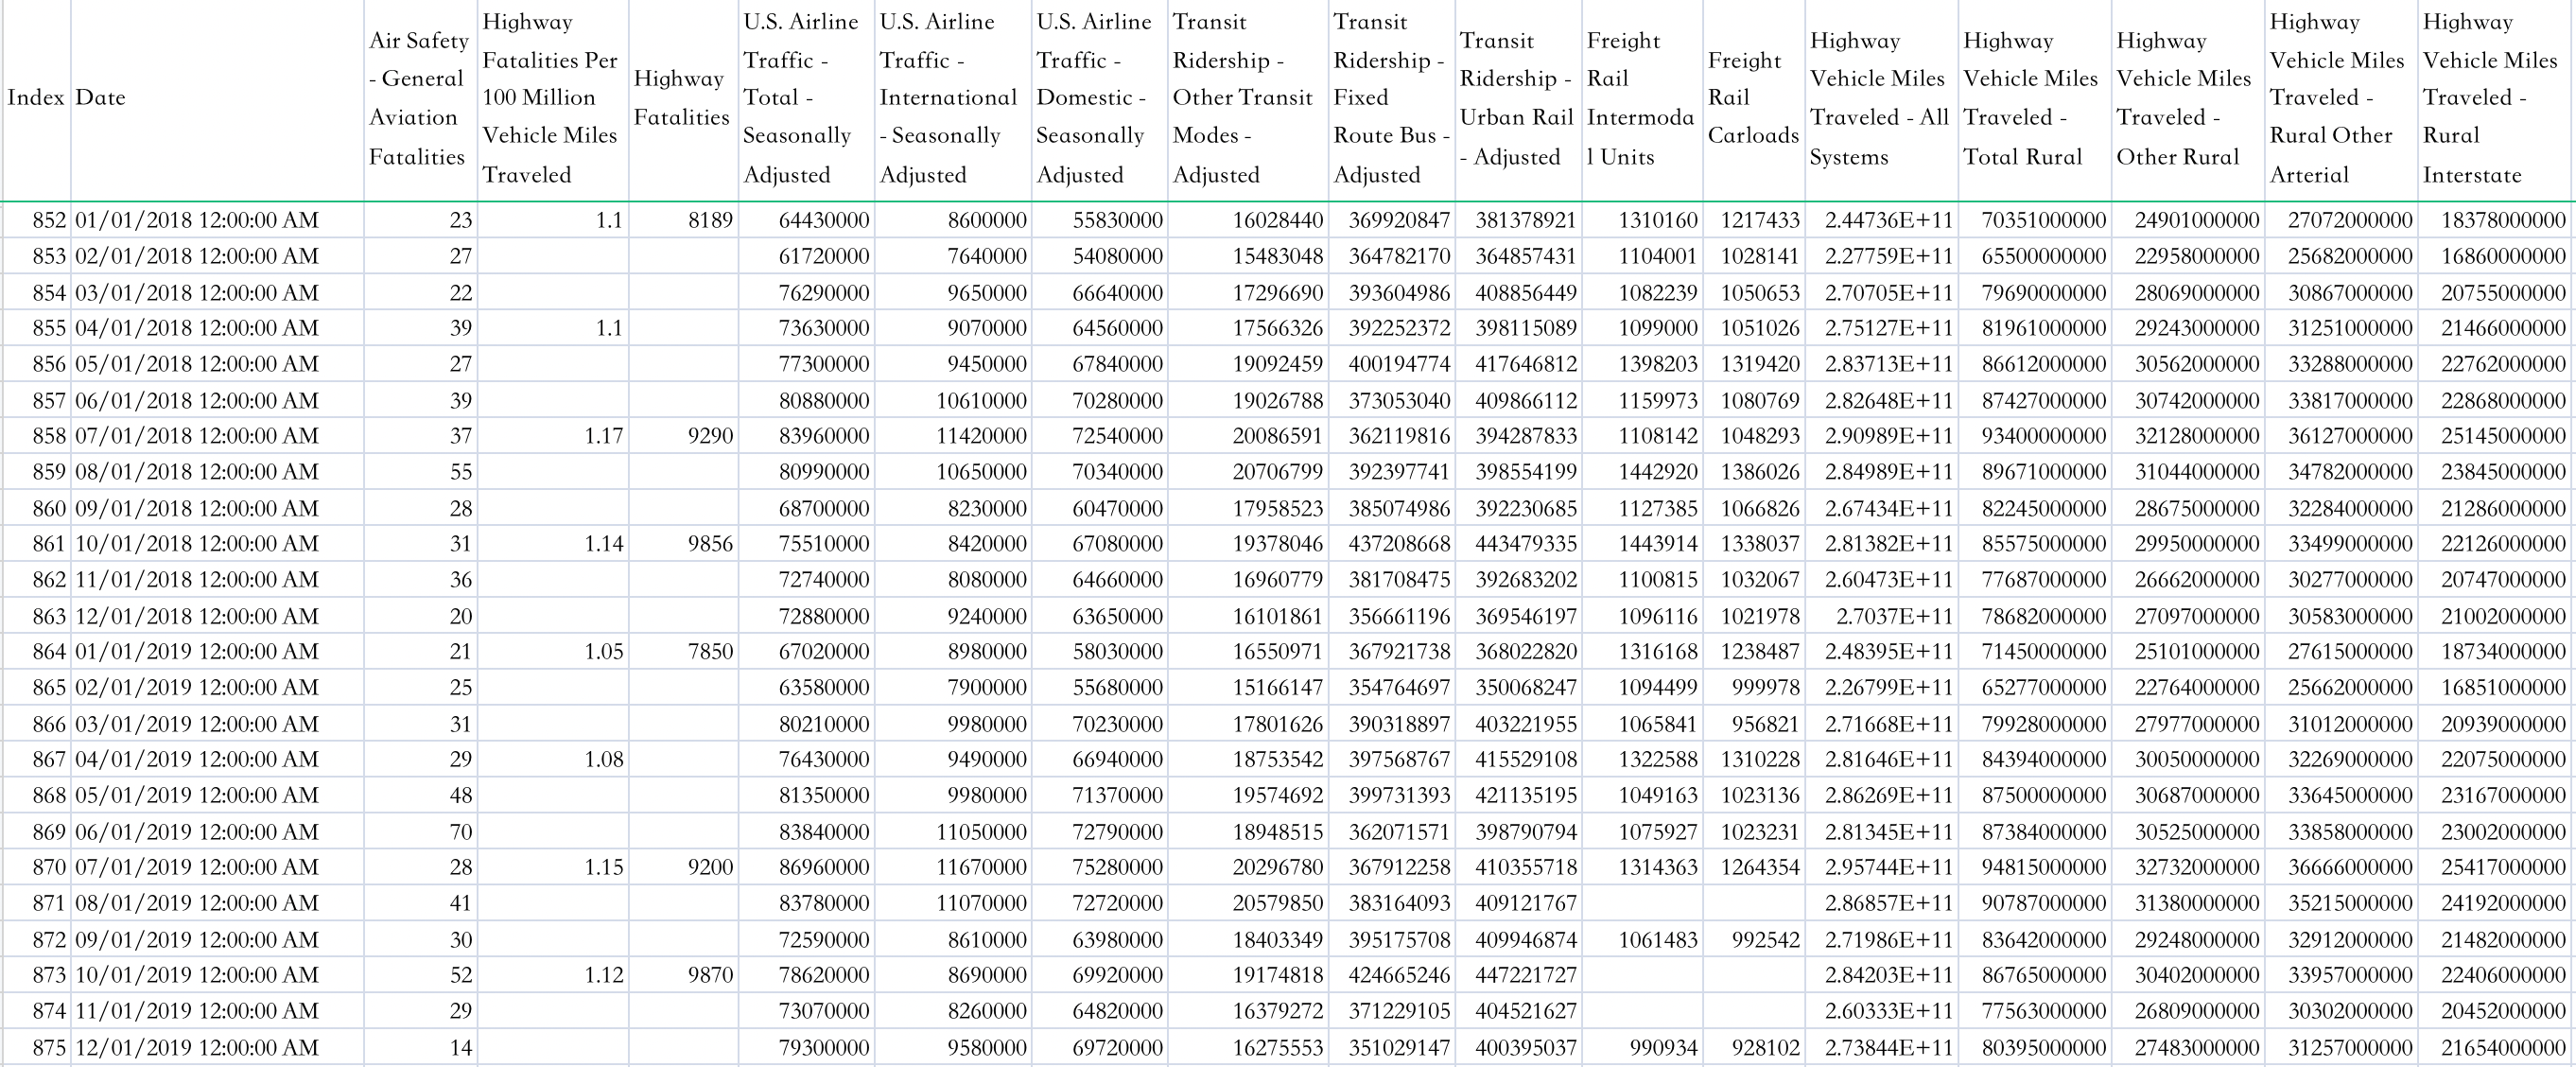 Index Date Air Safety - General Aviation Fatalities Highway Fatalities Per 100 Million Vehicle Miles Traveled Highway Fatalities U.S. Airline Traffic - Total - Seasonally Adjusted U.S. Airline Traffic - International - Seasonally Adjusted U.S. Airline Traffic - Domestic - Seasonally Adjusted Transit Ridership - Other Transit Modes - Adjusted Transit Ridership - Fixed Route Bus - Adjusted Transit Ridership - Urban Rail - Adjusted Freight Rail Intermodal Units Freight Rail Carloads Highway Vehicle Miles Traveled - All Systems Highway Vehicle Miles Traveled - Total Rural Highway Vehicle Miles Traveled - Other Rural Highway Vehicle Miles Traveled - Rural Other Arterial Highway Vehicle Miles Traveled - Rural Interstate
852 01/01/2018 12:00:00 AM 23 1.1 8189 64430000 8600000 55830000 16028440 369920847 381378921 1310160 1217433 2.44736E+11 70351000000 24901000000 27072000000 18378000000
853 02/01/2018 12:00:00 AM 27 61720000 7640000 54080000 15483048 364782170 364857431 1104001 1028141 2.27759E+11 65500000000 22958000000 25682000000 16860000000
854 03/01/2018 12:00:00 AM 22 76290000 9650000 66640000 17296690 393604986 408856449 1082239 1050653 2.70705E+11 79690000000 28069000000 30867000000 20755000000
855 04/01/2018 12:00:00 AM 39 1.1 73630000 9070000 64560000 17566326 392252372 398115089 1099000 1051026 2.75127E+11 81961000000 29243000000 31251000000 21466000000
856 05/01/2018 12:00:00 AM 27 77300000 9450000 67840000 19092459 400194774 417646812 1398203 1319420 2.83713E+11 86612000000 30562000000 33288000000 22762000000
857 06/01/2018 12:00:00 AM 39 80880000 10610000 70280000 19026788 373053040 409866112 1159973 1080769 2.82648E+11 87427000000 30742000000 33817000000 22868000000
858 07/01/2018 12:00:00 AM 37 1.17 9290 83960000 11420000 72540000 20086591 362119816 394287833 1108142 1048293 2.90989E+11 93400000000 32128000000 36127000000 25145000000
859 08/01/2018 12:00:00 AM 55 80990000 10650000 70340000 20706799 392397741 398554199 1442920 1386026 2.84989E+11 89671000000 31044000000 34782000000 23845000000
860 09/01/2018 12:00:00 AM 28 68700000 8230000 60470000 17958523 385074986 392230685 1127385 1066826 2.67434E+11 82245000000 28675000000 32284000000 21286000000
861 10/01/2018 12:00:00 AM 31 1.14 9856 75510000 8420000 67080000 19378046 437208668 443479335 1443914 1338037 2.81382E+11 85575000000 29950000000 33499000000 22126000000
862 11/01/2018 12:00:00 AM 36 72740000 8080000 64660000 16960779 381708475 392683202 1100815 1032067 2.60473E+11 77687000000 26662000000 30277000000 20747000000
863 12/01/2018 12:00:00 AM 20 72880000 9240000 63650000 16101861 356661196 369546197 1096116 1021978 2.7037E+11 78682000000 27097000000 30583000000 21002000000
864 01/01/2019 12:00:00 AM 21 1.05 7850 67020000 8980000 58030000 16550971 367921738 368022820 1316168 1238487 2.48395E+11 71450000000 25101000000 27615000000 18734000000
865 02/01/2019 12:00:00 AM 25 63580000 7900000 55680000 15166147 354764697 350068247 1094499 999978 2.26799E+11 65277000000 22764000000 25662000000 16851000000
866 03/01/2019 12:00:00 AM 31 80210000 9980000 70230000 17801626 390318897 403221955 1065841 956821 2.71668E+11 79928000000 27977000000 31012000000 20939000000
867 04/01/2019 12:00:00 AM 29 1.08 76430000 9490000 66940000 18753542 397568767 415529108 1322588 1310228 2.81646E+11 84394000000 30050000000 32269000000 22075000000
868 05/01/2019 12:00:00 AM 48 81350000 9980000 71370000 19574692 399731393 421135195 1049163 1023136 2.86269E+11 87500000000 30687000000 33645000000 23167000000
869 06/01/2019 12:00:00 AM 70 83840000 11050000 72790000 18948515 362071571 398790794 1075927 1023231 2.81345E+11 87384000000 30525000000 33858000000 23002000000
870 07/01/2019 12:00:00 AM 28 1.15 9200 86960000 11670000 75280000 20296780 367912258 410355718 1314363 1264354 2.95744E+11 94815000000 32732000000 36666000000 25417000000
871 08/01/2019 12:00:00 AM 41 83780000 11070000 72720000 20579850 383164093 409121767 2.86857E+11 90787000000 31380000000 35215000000 24192000000
872 09/01/2019 12:00:00 AM 30 72590000 8610000 63980000 18403349 395175708 409946874 1061483 992542 2.71986E+11 83642000000 29248000000 32912000000 21482000000
873 10/01/2019 12:00:00 AM 52 1.12 9870 78620000 8690000 69920000 19174818 424665246 447221727 2.84203E+11 86765000000 30402000000 33957000000 22406000000
874 11/01/2019 12:00:00 AM 29 73070000 8260000 64820000 16379272 371229105 404521627 2.60333E+11 77563000000 26809000000 30302000000 20452000000
875 12/01/2019 12:00:00 AM 14 79300000 9580000 69720000 16275553 351029147 400395037 990934 928102 2.73844E+11 80395000000 27483000000 31257000000 21654000000